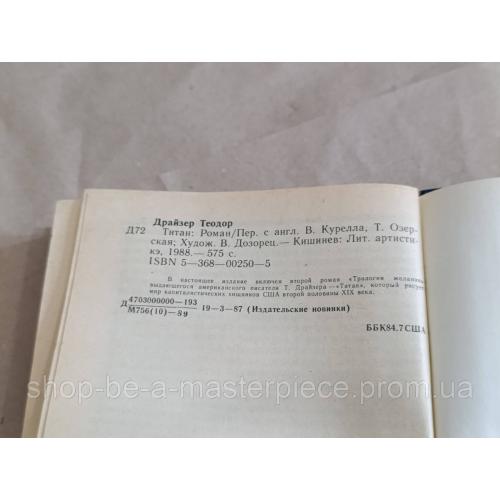 Драйзер Теодор
Д72 Титан: Роман/Пер. с англ. В. Курелла, Т. Озер-
ская; Худож. В. Дозорец.— Кишинев: Лит. артисти-
кэ, 1988.— 575 с.
ISBN 5—368—00250—5
В настоящее издание включен второй роман «Трилогии желания»
выдающегося американского писателя Т. Драйзера —«Титан», который рисует
мир капиталистических хищников США второй половины XIX века.
Д 4703000000—193
М756(10)—89 19—3—87 (Издательские новинки)
ББК84.7США
shop-be-a-masterpiece.prom.ua